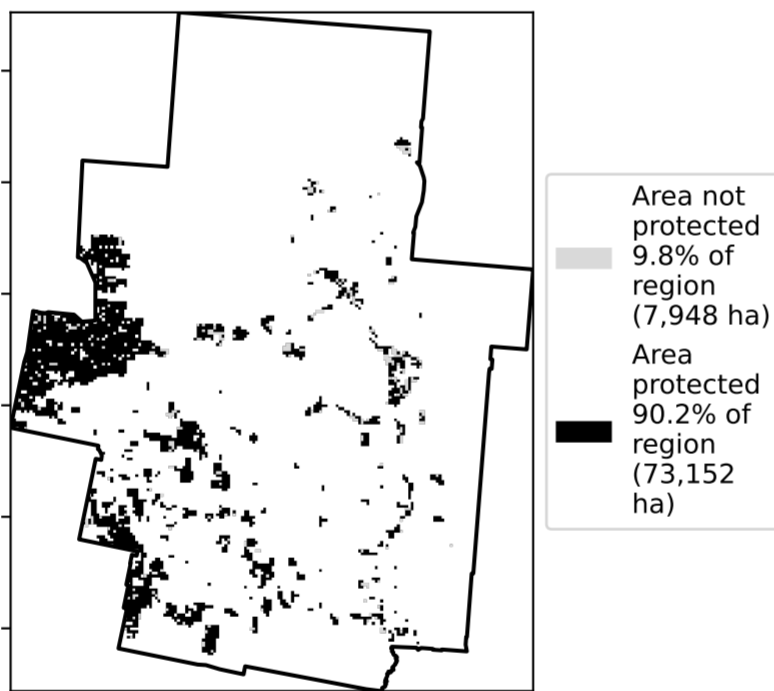 Area not
protected
9.8% of
region
(7,948 ha)
Area
protected
90.2% of
region
(73,152
ha)